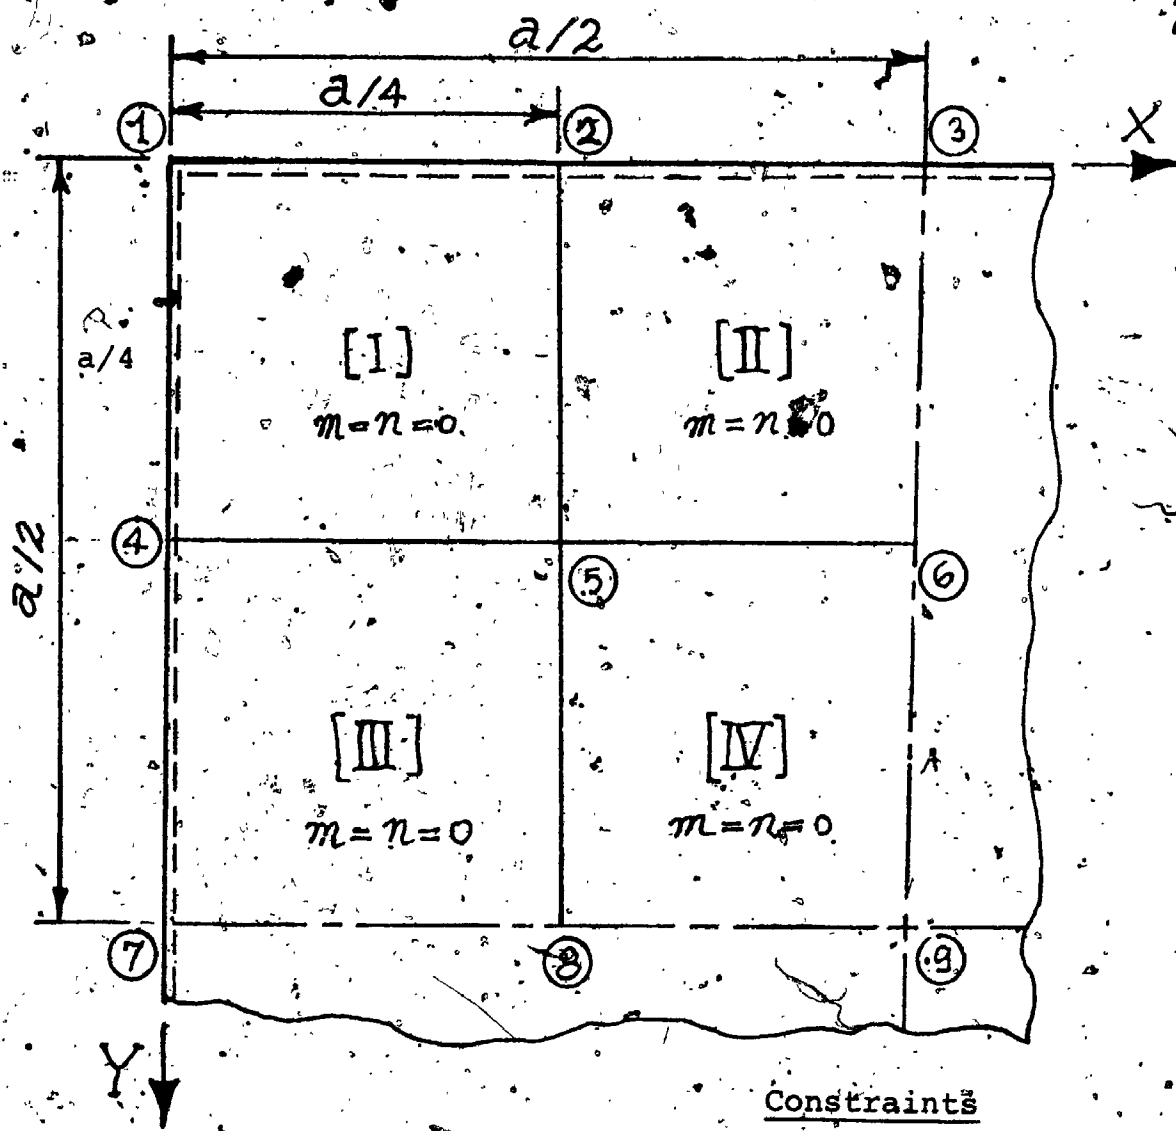 a/2
a/4
1 2 3 X
a/4
[I] [II]
m=n=0. m=n 0
a/2
4 5 6
[III] [IV]
m=n=0 m=n=0
7 8 9
Y
Constraints